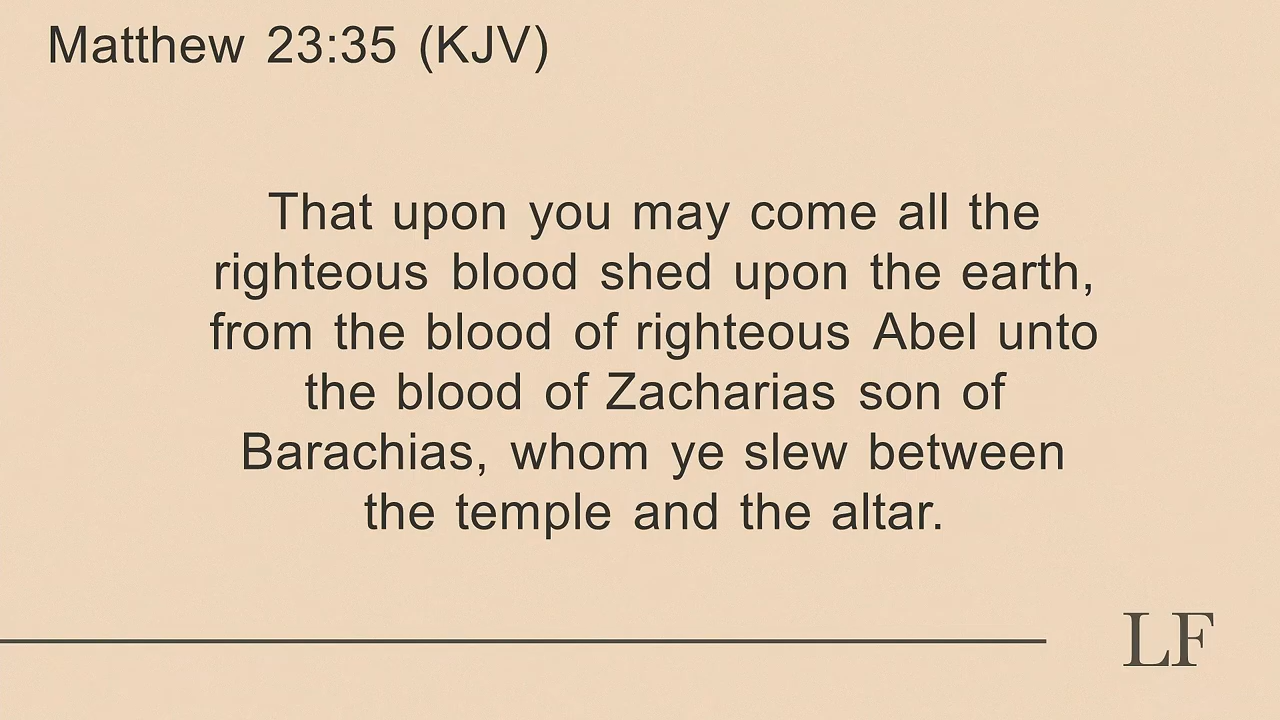 Matthew 23:35 (KJV)
That upon you may come all the
righteous blood shed upon the earth,
from the blood of righteous Abel unto
the blood of Zacharias son of
Barachias, whom ye slew between
the temple and the altar.
LF